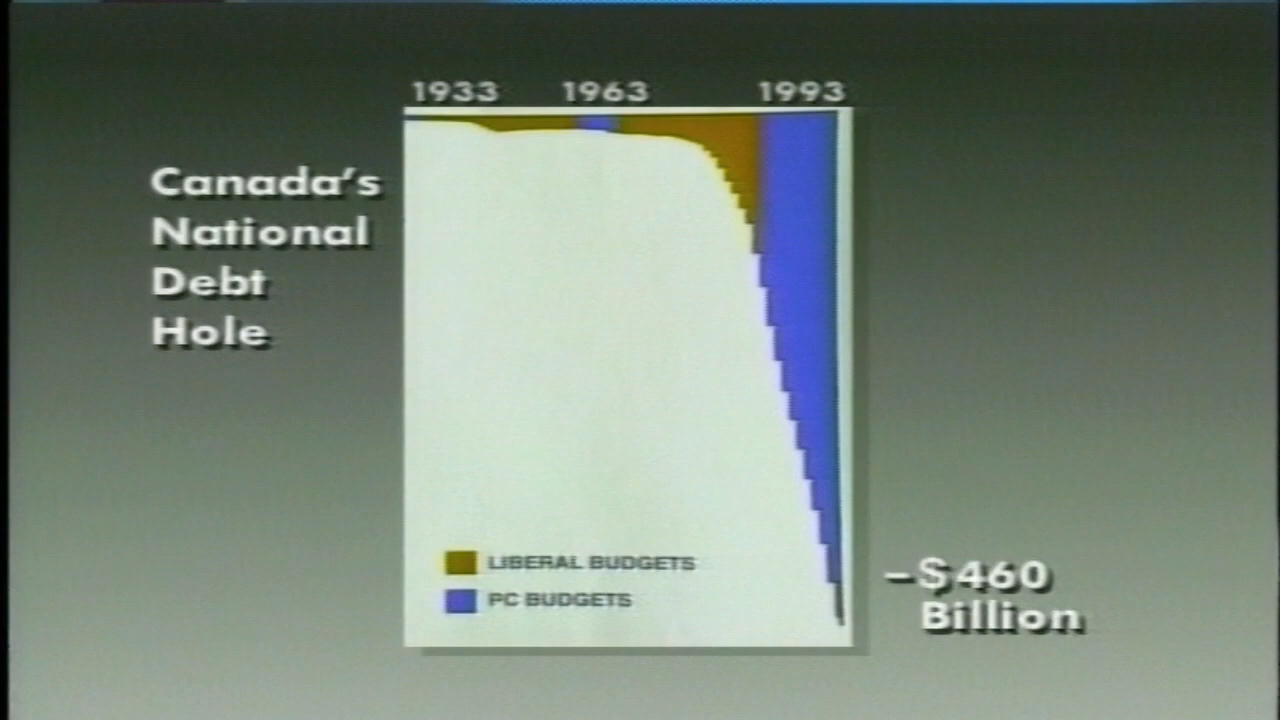 1933 1963 1993
Canada's
National
Debt
Hole
LIBERAL BUDGETS
PC BUDGETS
-$460
Billion